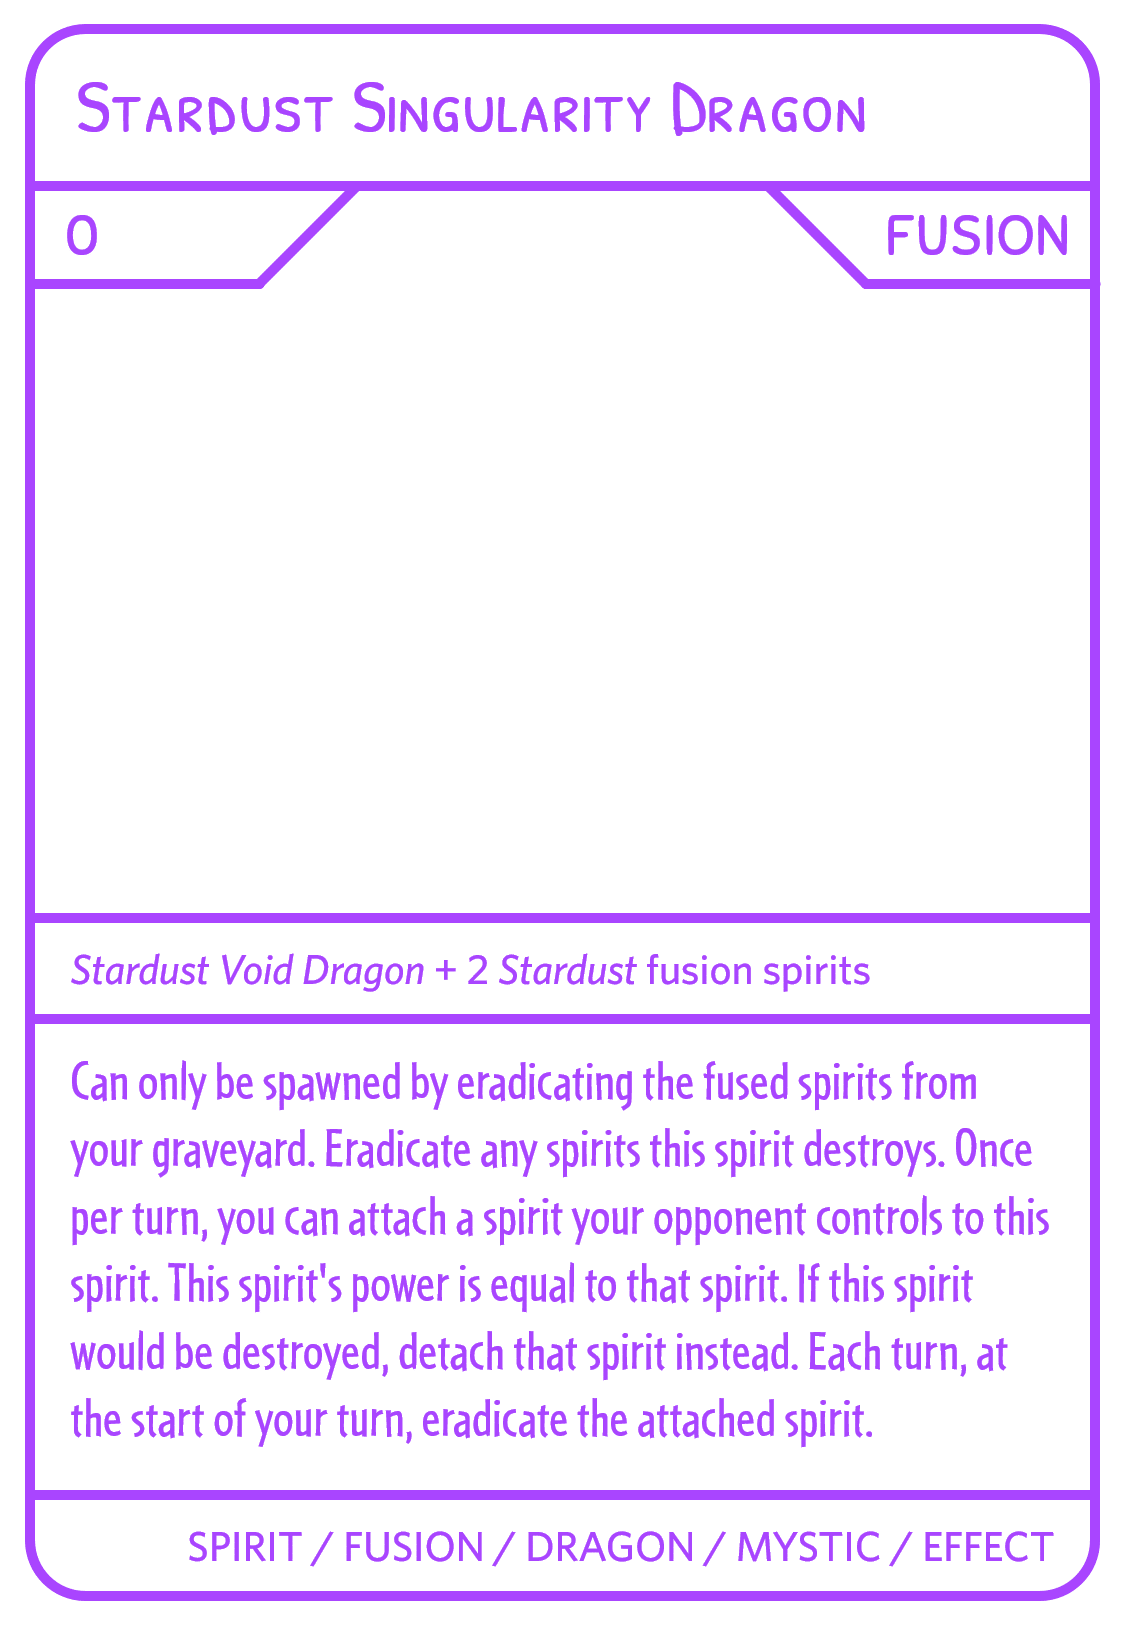 Stardust Singularity Dragon
0
FUSION
Stardust Void Dragon + 2 Stardust fusion spirits
Can only be spawned by eradicating the fused spirits from
your graveyard. Eradicate any spirits this spirit destroys. Once
per turn, you can attach a spirit your opponent controls to this
spirit. This spirit's power is equal to that spirit. If this spirit
would be destroyed, detach that spirit instead. Each turn, at
the start of your turn, eradicate the attached spirit.
SPIRIT / FUSION / DRAGON / MYSTIC / EFFECT